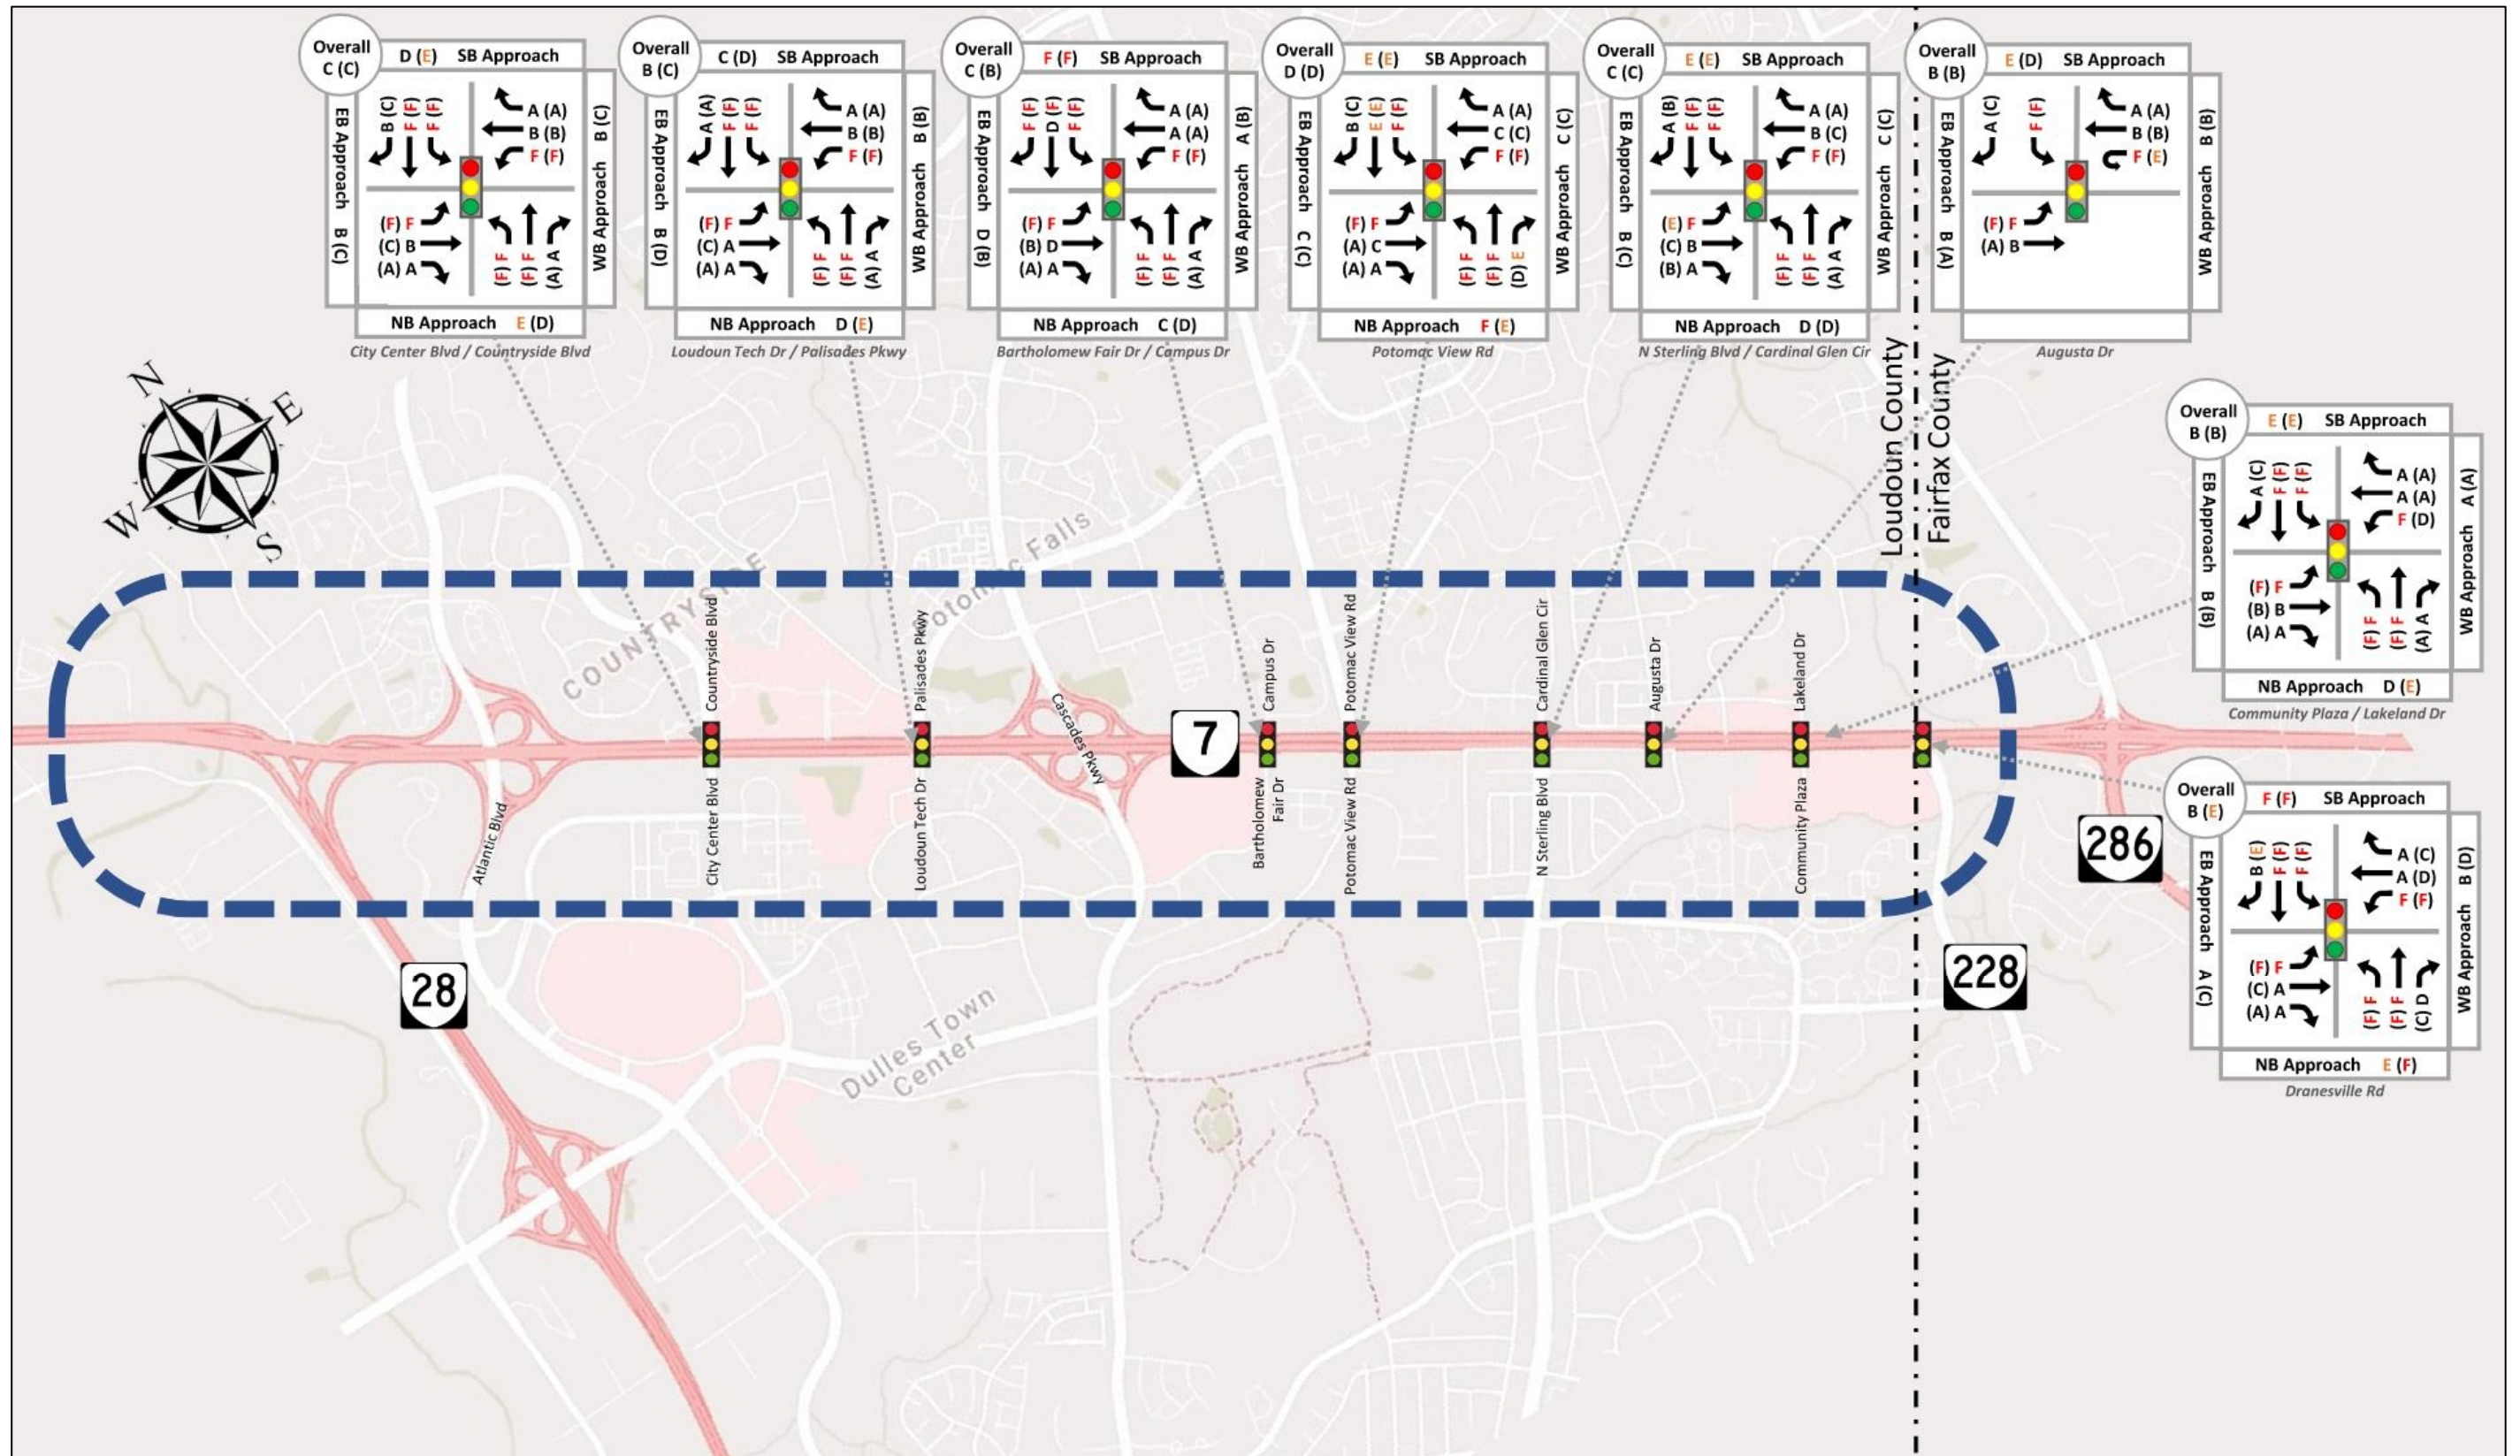 Overall
C (C)
D (E) SB Approach
EB Approach B (C)
B (C)
F (F)
F (F)
A (A)
B (B)
F (F)
WB Approach B (C)
(F) F
(C) B
(A) A
(F) F
(F) F
(A) A
NB Approach E (D)
City Center Blvd / Countryside Blvd
Overall
B (C)
C (D) SB Approach
EB Approach B (D)
A (A)
F (F)
F (F)
A (A)
B (B)
F (F)
WB Approach B (B)
(F) F
(C) A
(A) A
(F) F
(F) F
(A) A
NB Approach D (E)
Loudoun Tech Dr / Palisades Pkwy
Overall
C (B)
F (F) SB Approach
EB Approach D (B)
F (F)
D (F)
F (F)
A (A)
A (A)
F (F)
WB Approach A (B)
(F) F
(B) D
(A) A
(F) F
(F) F
(A) A
NB Approach C (D)
Bartholomew Fair Dr / Campus Dr
Overall
D (D)
E (E) SB Approach
EB Approach C (C)
B (C)
E (E)
F (F)
A (A)
C (C)
F (F)
WB Approach C (C)
(F) F
(A) C
(A) A
(F) F
(F) F
(D) E
NB Approach F (E)
Potomac View Rd
Overall
C (C)
E (E) SB Approach
EB Approach B (C)
A (B)
F (F)
F (F)
A (A)
B (C)
F (F)
WB Approach C (C)
(E) F
(C) B
(B) A
(F) F
(F) F
(A) A
NB Approach D (D)
N Sterling Blvd / Cardinal Glen Cir
Overall
B (B)
E (D) SB Approach
EB Approach B (A)
A (C)
F (F)
A (A)
B (B)
F (E)
WB Approach B (B)
(F) F
(A) B
Augusta Dr
Overall
B (B)
E (E) SB Approach
EB Approach B (B)
A (C)
F (F)
F (F)
A (A)
A (A)
F (D)
WB Approach A (A)
(F) F
(B) B
(A) A
(F) F
(F) F
(A) A
NB Approach D (E)
Community Plaza / Lakeland Dr
Overall
B (E)
F (F) SB Approach
EB Approach A (C)
B (E)
F (F)
F (F)
A (C)
A (D)
F (F)
WB Approach B (D)
(F) F
(C) A
(A) A
(F) F
(F) F
(C) D
NB Approach E (F)
Dranesville Rd
N
E
W
S
Loudoun County
Fairfax County
COUNTRYSIDE
Potomac Falls
Countryside Blvd
City Center Blvd
Palisades Pkwy
Loudoun Tech Dr
Cascades Pkwy
Atlantic Blvd
7
Campus Dr
Bartholomew
Fair Dr
Potomac View Rd
Potomac View Rd
Cardinal Glen Cir
N Sterling Blvd
Augusta Dr
Lakeland Dr
Community Plaza
286
228
28
Dulles Town
Center